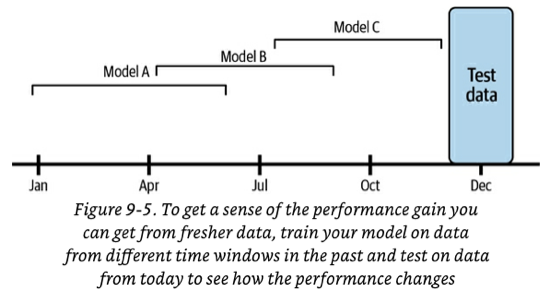 Model C
Model B
Model A
Test
data
Jan Apr Jul Oct Dec
Figure 9-5. To get a sense of the performance gain you
can get from fresher data, train your model on data
from different time windows in the past and test on data
from today to see how the performance changes